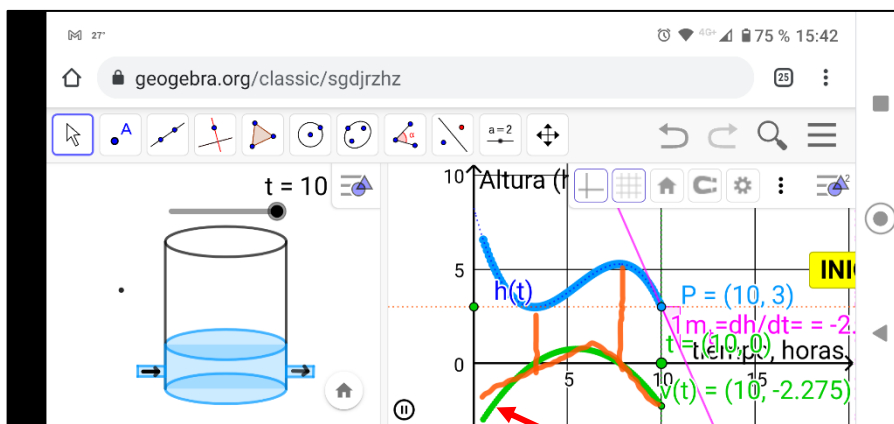 27° 4G+ 75 % 15:42
geogebra.org/classic/sgdjrzhz 25
A α a=2
t = 10
10 Altura (h
5 h(t) INI
P = (10, 3)
1m =dh/dt= = -2.
t = (10, 0)
tiempo, horas
0 5 10 15
v(t) = (10, -2.275)